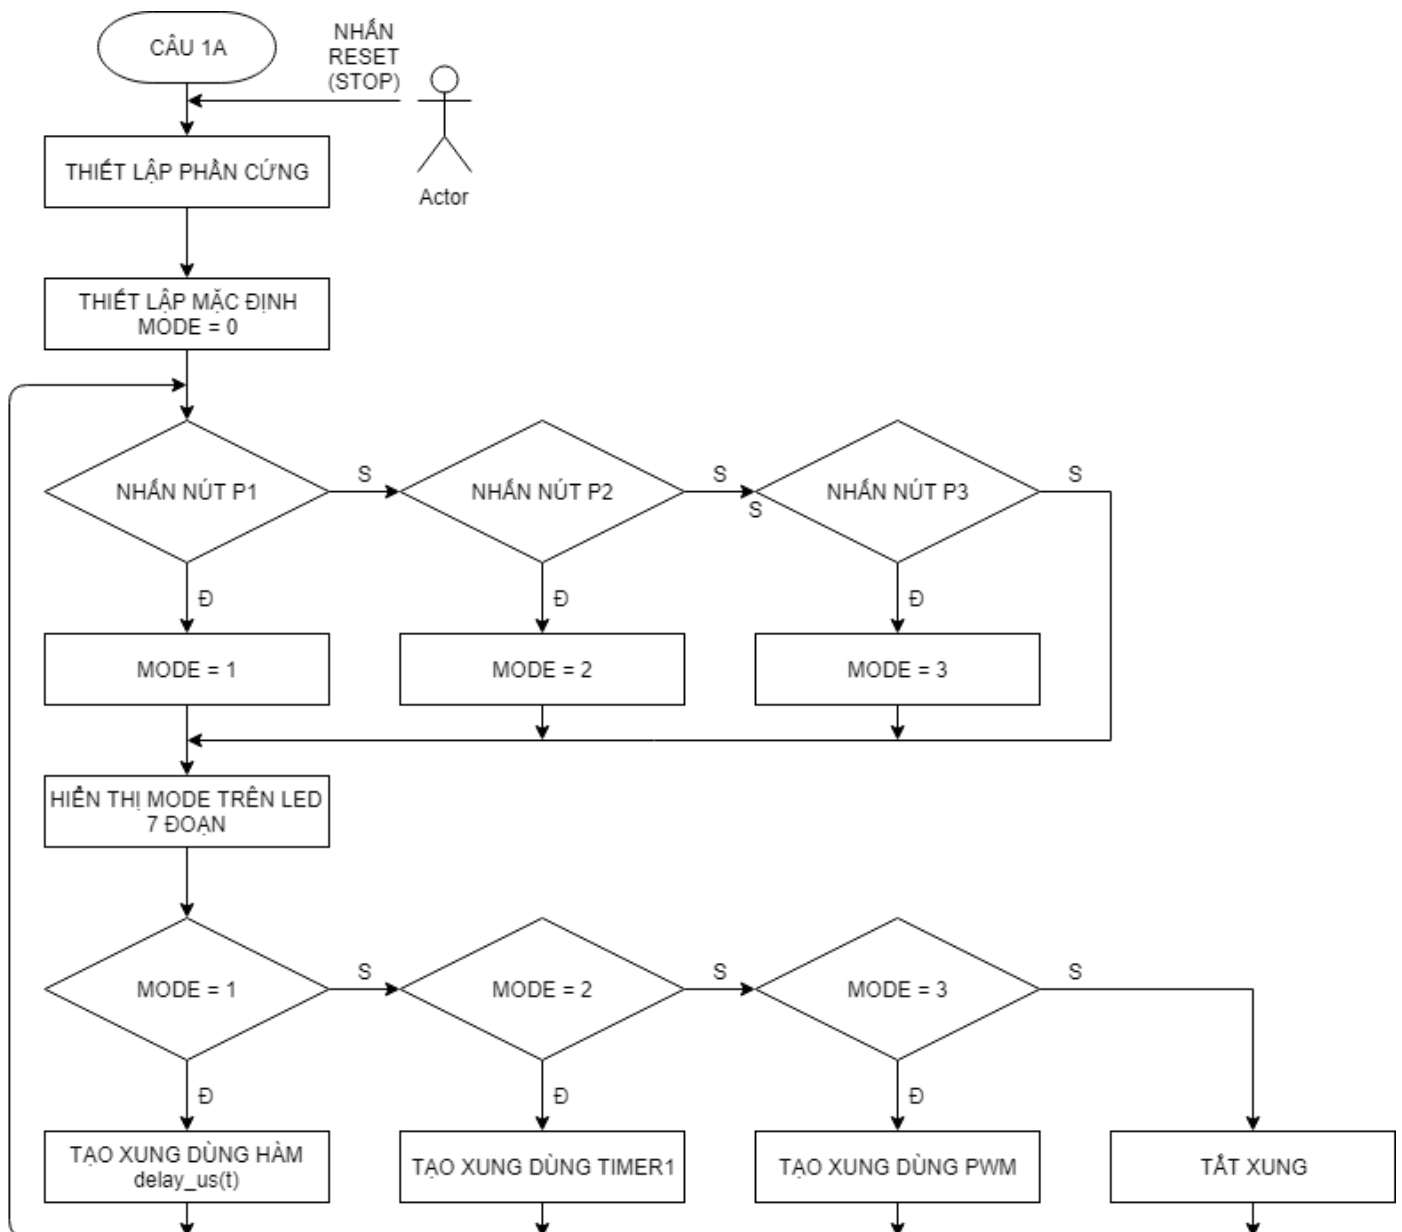 CÂU 1A
NHẤN
RESET
(STOP)
THIẾT LẬP PHẦN CỨNG
Actor
THIẾT LẬP MẶC ĐỊNH
MODE = 0
NHẤN NÚT P1
S
NHẤN NÚT P2
S
S
NHẤN NÚT P3
S
Đ
Đ
Đ
MODE = 1
MODE = 2
MODE = 3
HIỂN THỊ MODE TRÊN LED
7 ĐOẠN
MODE = 1
S
MODE = 2
S
MODE = 3
S
Đ
Đ
Đ
TẠO XUNG DÙNG HÀM
delay_us(t)
TẠO XUNG DÙNG TIMER1
TẠO XUNG DÙNG PWM
TẮT XUNG